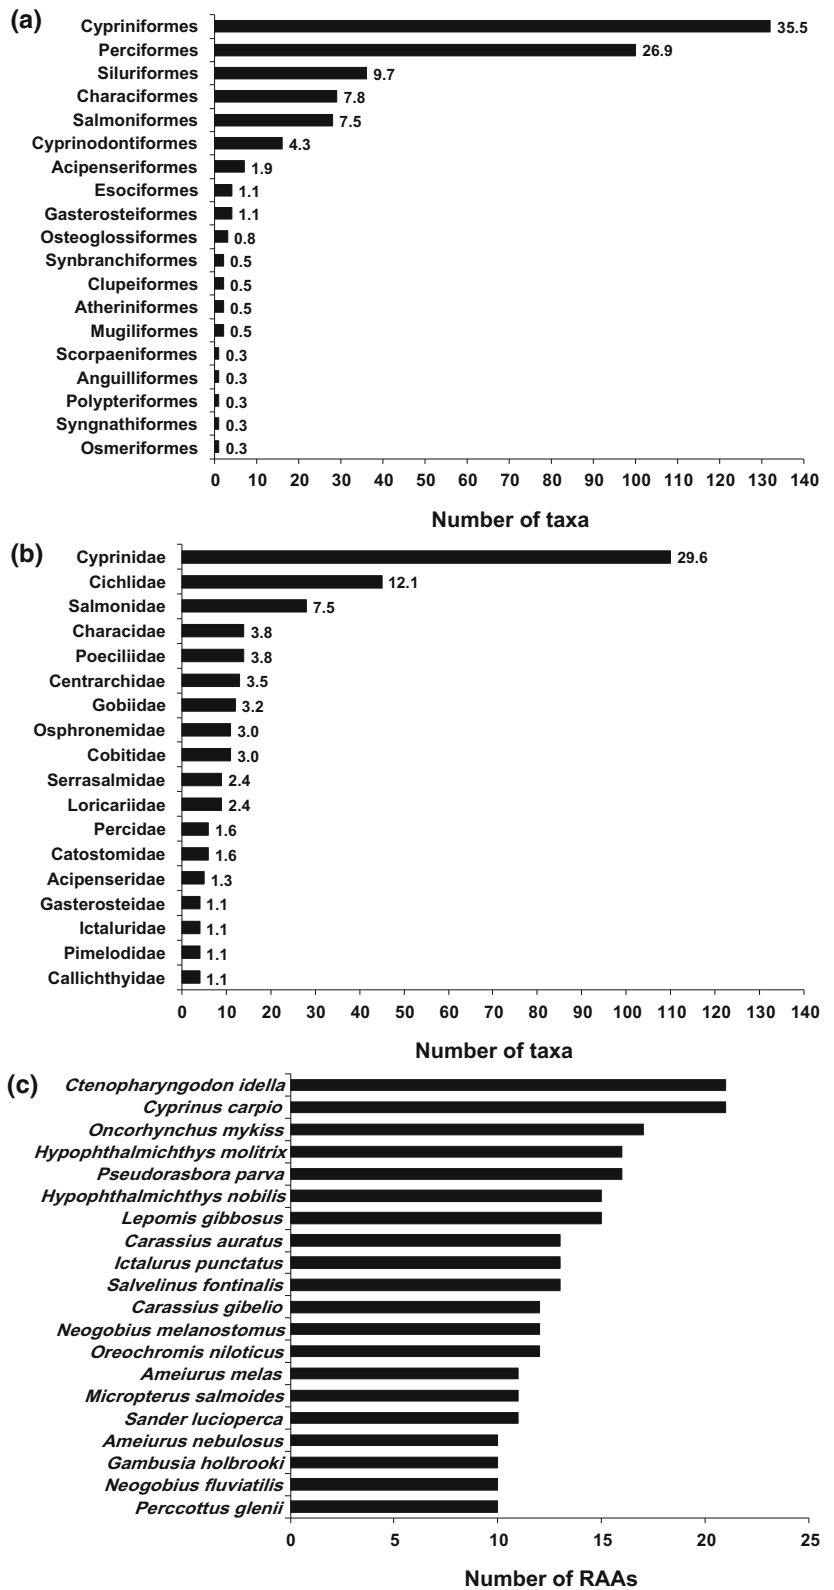 (a)
Cypriniformes 35.5
Perciformes 26.9
Siluriformes 9.7
Characiformes 7.8
Salmoniformes 7.5
Cyprinodontiformes 4.3
Acipenseriformes 1.9
Esociformes 1.1
Gasterosteiformes 1.1
Osteoglossiformes 0.8
Synbranchiformes 0.5
Clupeiformes 0.5
Atheriniformes 0.5
Mugiliformes 0.5
Scorpaeniformes 0.3
Anguilliformes 0.3
Polypteriformes 0.3
Syngnathiformes 0.3
Osmeriformes 0.3
0 10 20 30 40 50 60 70 80 90 100 110 120 130 140
Number of taxa
(b)
Cyprinidae 29.6
Cichlidae 12.1
Salmonidae 7.5
Characidae 3.8
Poeciliidae 3.8
Centrarchidae 3.5
Gobiidae 3.2
Osphronemidae 3.0
Cobitidae 3.0
Serrasalmidae 2.4
Loricariidae 2.4
Percidae 1.6
Catostomidae 1.6
Acipenseridae 1.3
Gasterosteidae 1.1
Ictaluridae 1.1
Pimelodidae 1.1
Callichthyidae 1.1
0 10 20 30 40 50 60 70 80 90 100 110 120 130 140
Number of taxa
(c)
Ctenopharyngodon idella
Cyprinus carpio
Oncorhynchus mykiss
Hypophthalmichthys molitrix
Pseudorasbora parva
Hypophthalmichthys nobilis
Lepomis gibbosus
Carassius auratus
Ictalurus punctatus
Salvelinus fontinalis
Carassius gibelio
Neogobius melanostomus
Oreochromis niloticus
Ameiurus melas
Micropterus salmoides
Sander lucioperca
Ameiurus nebulosus
Gambusia holbrooki
Neogobius fluviatilis
Perccottus glenii
0 5 10 15 20 25
Number of RAAs